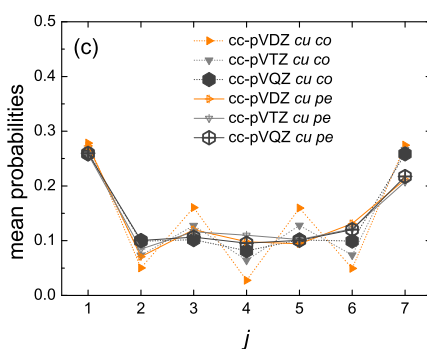 (c)
cc-pVDZ cu co
cc-pVTZ cu co
cc-pVQZ cu co
cc-pVDZ cu pe
cc-pVTZ cu pe
cc-pVQZ cu pe
mean probabilities
0.5
0.4
0.3
0.2
0.1
0.0
1 2 3 4 5 6 7
j